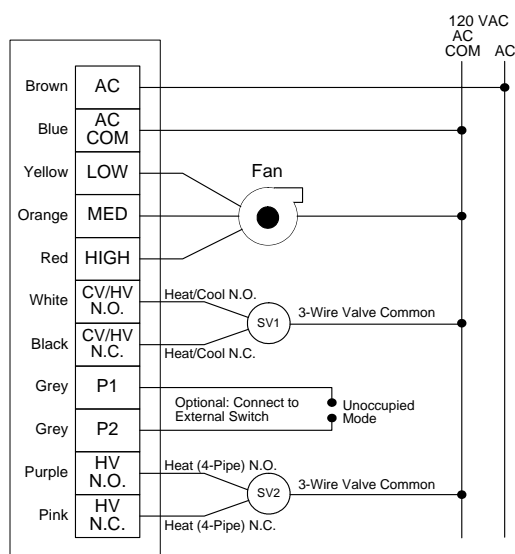 120 VAC
AC
COM AC
Brown AC
Blue AC
COM
Yellow LOW
Fan
Orange MED
Red HIGH
White CV/HV
N.O.
Heat/Cool N.O.
SV1 3-Wire Valve Common
Black CV/HV
N.C.
Heat/Cool N.C.
Grey P1
Optional: Connect to
External Switch
Unoccupied
Mode
Grey P2
Purple HV
N.O.
Heat (4-Pipe) N.O.
SV2 3-Wire Valve Common
Pink HV
N.C.
Heat (4-Pipe) N.C.